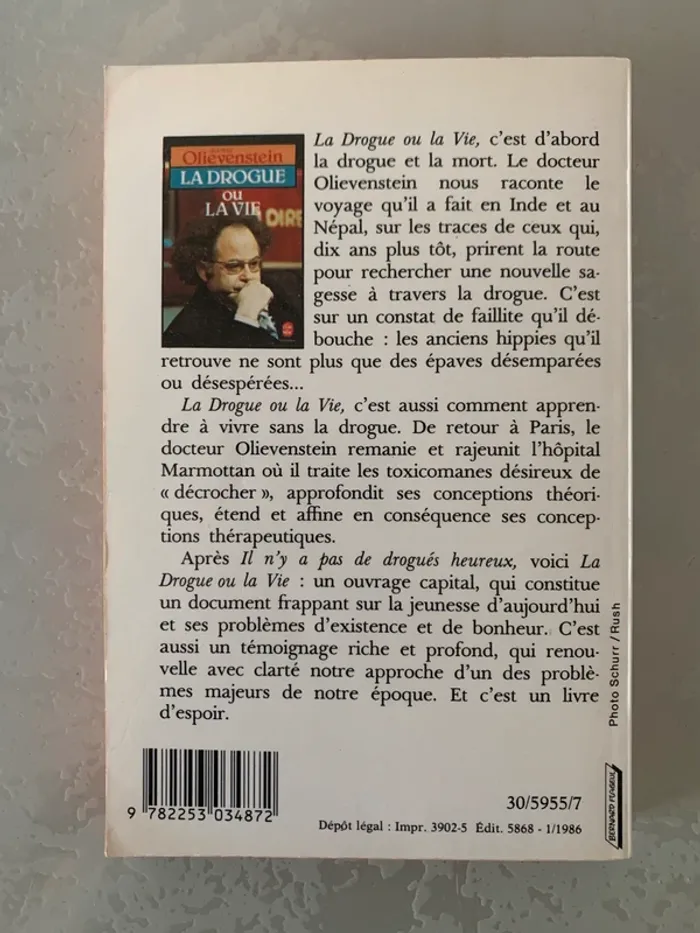 Olievenstein
LA DROGUE
OU
LA VIE
DIRE
La Drogue ou la Vie, c'est d'abord
la drogue et la mort. Le docteur
Olievenstein nous raconte le
voyage qu'il a fait en Inde et au
Népal, sur les traces de ceux qui,
dix ans plus tôt, prirent la route
pour rechercher une nouvelle sa-
gesse à travers la drogue. C'est
sur un constat de faillite qu'il dé-
bouche : les anciens hippies qu'il
retrouve ne sont plus que des épaves désemparées
ou désespérées...
La Drogue ou la Vie, c'est aussi comment appren-
dre à vivre sans la drogue. De retour à Paris, le
docteur Olievenstein remanie et rajeunit l'hôpital
Marmottan où il traite les toxicomanes désireux de
« décrocher », approfondit ses conceptions théori-
ques, étend et affine en conséquence ses concep-
tions thérapeutiques.
Après Il n'y a pas de drogués heureux, voici La
Drogue ou la Vie : un ouvrage capital, qui constitue
un document frappant sur la jeunesse d'aujourd'hui
et ses problèmes d'existence et de bonheur. C'est
aussi un témoignage riche et profond, qui renou-
velle avec clarté notre approche d'un des problè-
mes majeurs de notre époque. Et c'est un livre
d'espoir.
Photo Schurr / Rush
9 782253 034872
30/5955/7
Dépôt légal : Impr. 3902-5 Édit. 5868 - 1/1986